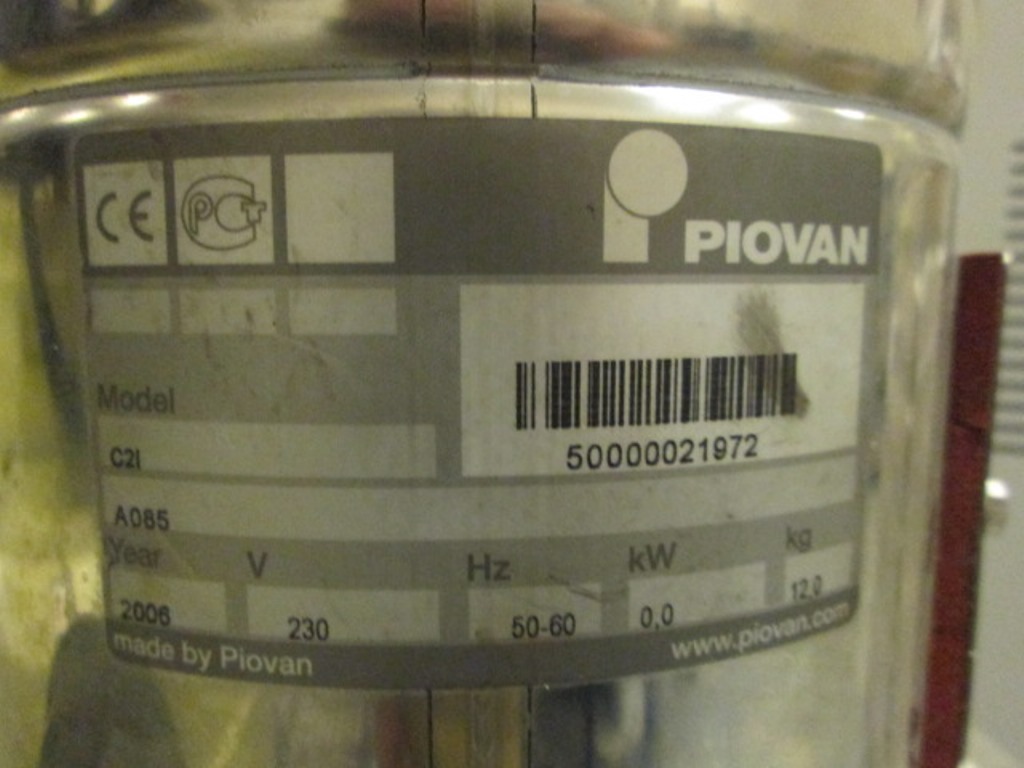 CE PCT
PIOVAN
50000021972
Model
C2I
A085
Year V Hz kW kg
2006 230 50-60 0,0 12,0
made by Piovan www.piovan.com